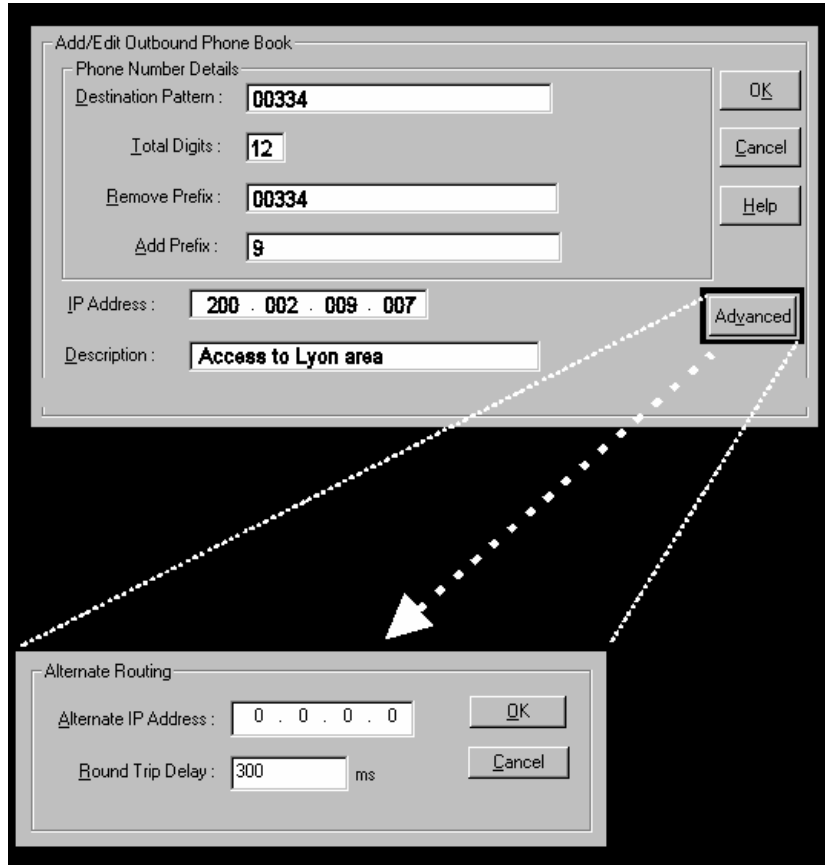 Add/Edit Outbound Phone Book
Phone Number Details
Destination Pattern : 00334
OK
Total Digits : 12
Cancel
Remove Prefix : 00334
Help
Add Prefix : 9
IP Address : 200 . 002 . 009 . 007
Advanced
Description : Access to Lyon area
Alternate Routing
Alternate IP Address : 0 . 0 . 0 . 0
OK
Round Trip Delay : 300 ms
Cancel